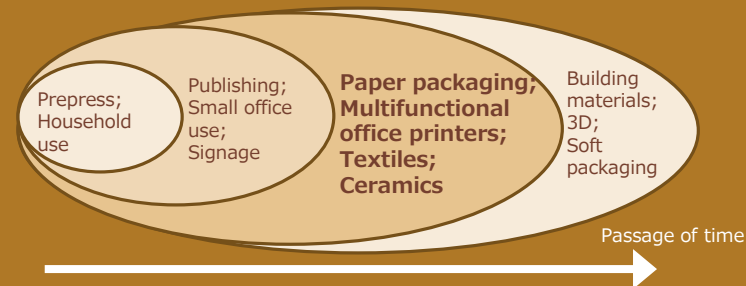 Prepress;
Household
use
Publishing;
Small office
use;
Signage
Paper packaging;
Multifunctional
office printers;
Textiles;
Ceramics
Building
materials;
3D;
Soft
packaging
Passage of time